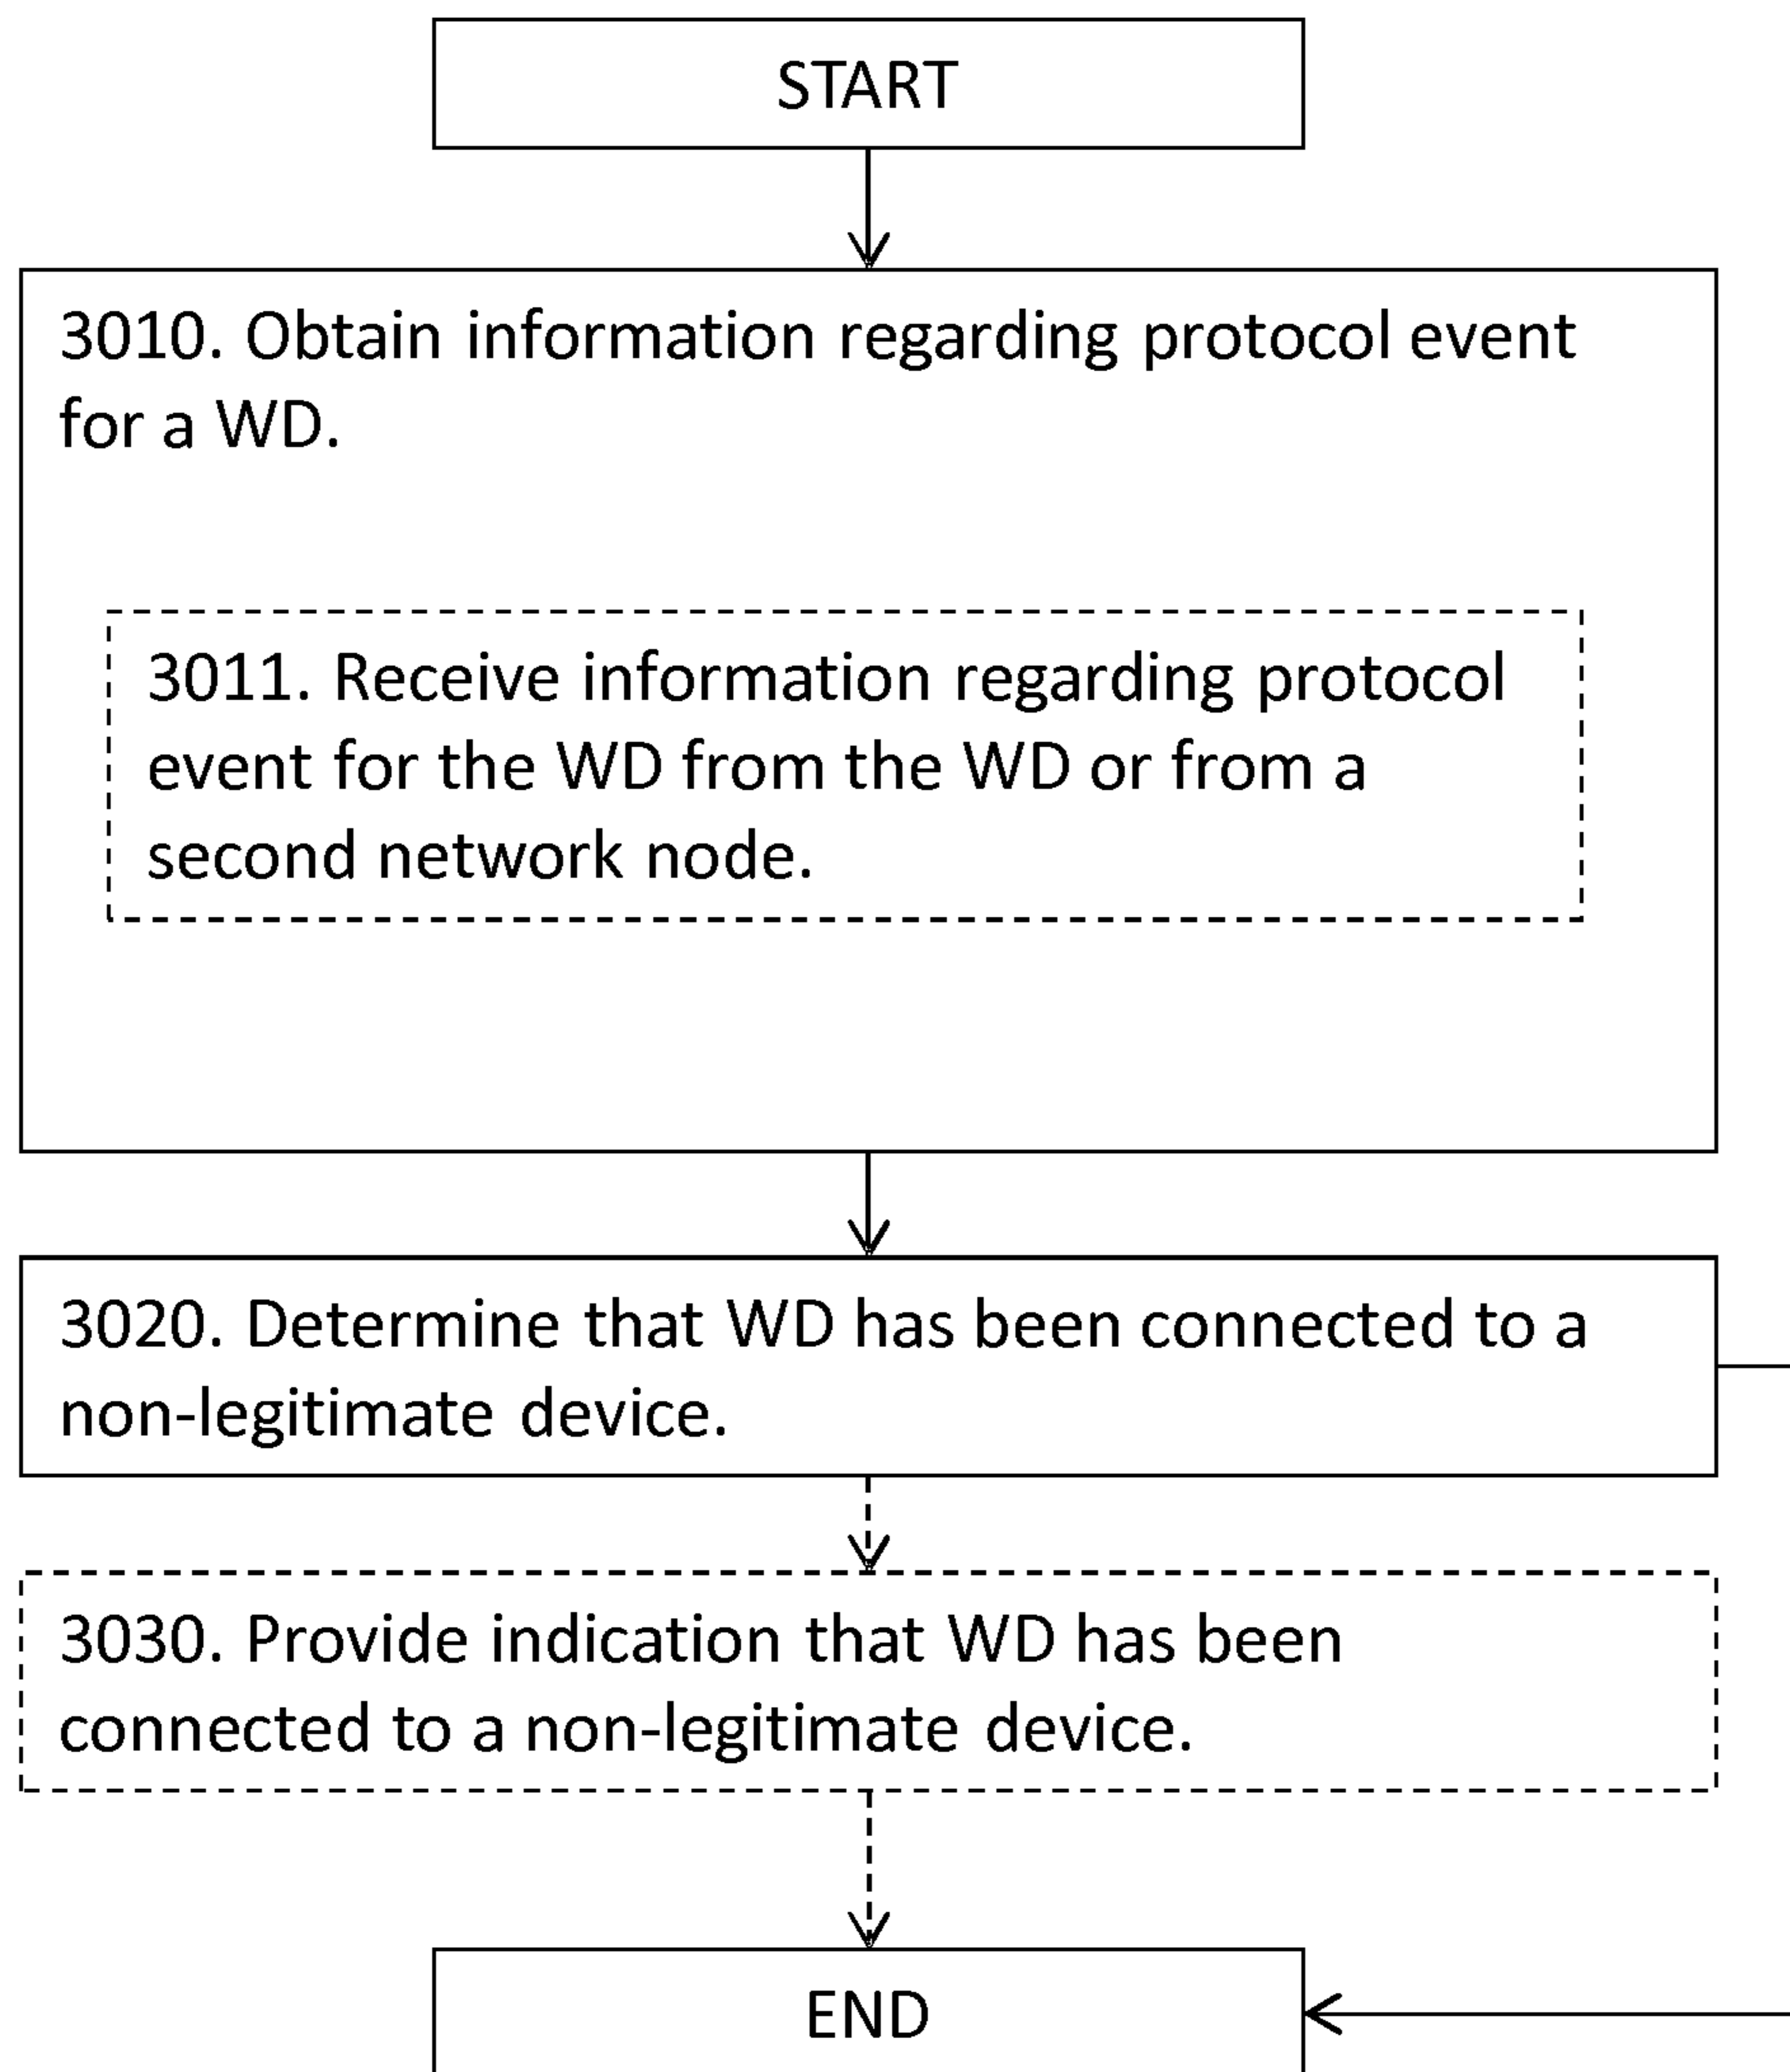 START
3010. Obtain information regarding protocol event
for a WD.
3011. Receive information regarding protocol
event for the WD from the WD or from a
second network node.
3020. Determine that WD has been connected to a
non-legitimate device.
3030. Provide indication that WD has been
connected to a non-legitimate device.
END